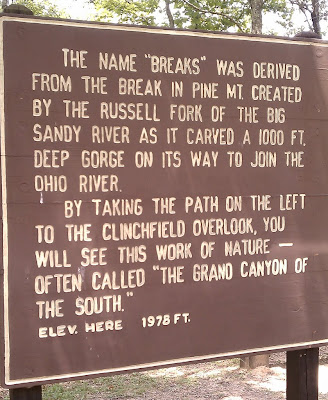 THE NAME "BREAKS" WAS DERIVED
FROM THE BREAK IN PINE MT. CREATED
BY THE RUSSELL FORK OF THE BIG
SANDY RIVER AS IT CARVED A 1000 FT.
DEEP GORGE ON ITS WAY TO JOIN THE
OHIO RIVER.
BY TAKING THE PATH ON THE LEFT
TO THE CLINCHFIELD OVERLOOK, YOU
WILL SEE THIS WORK OF NATURE —
OFTEN CALLED "THE GRAND CANYON OF
THE SOUTH."
ELEV. HERE 1978 FT.